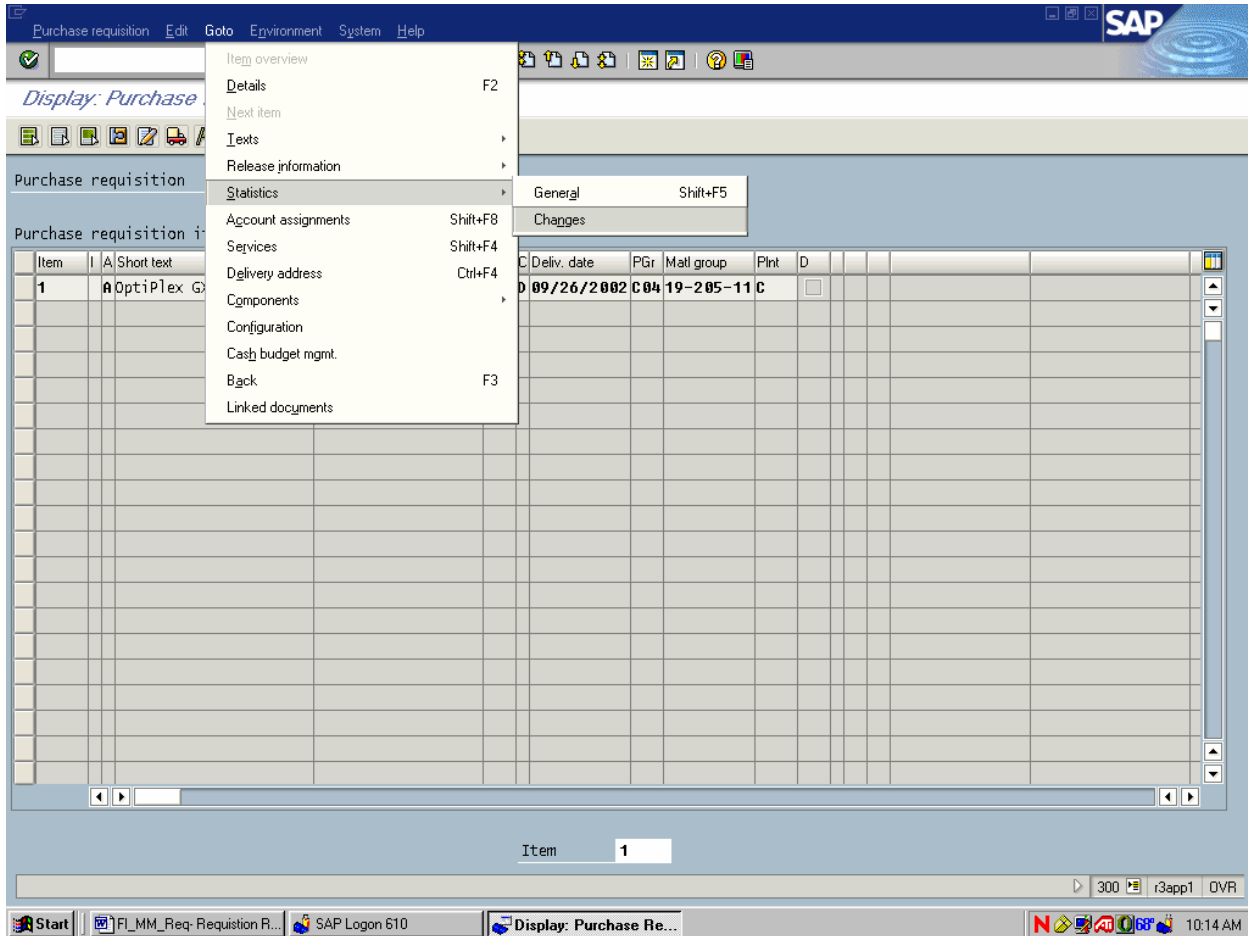 Purchase requisition Edit Goto Environment System Help
SAP
Item overview
Display: Purchase
Details F2
Next item
Texts
Release information
Statistics
Account assignments Shift+F8
Services Shift+F4
Delivery address Ctrl+F4
Components
Configuration
Cash budget mgmt.
Back F3
Linked documents
General Shift+F5
Changes
Purchase requisition
Purchase requisition i
Item I A Short text C Deliv. date PGr Matl group Plnt D
1 A OptiPlex GX D 09/26/2002 C04 19-205-11 C
Item 1
300 r3app1 OVR
Start FI_MM_Req- Requistion R... SAP Logon 610 Display: Purchase Re... N 68° 10:14 AM